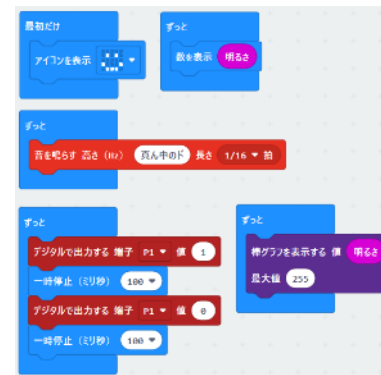 最初だけ
アイコンを表示
ずっと
数を表示 明るさ
ずっと
音を鳴らす 高さ (Hz) 真ん中のド 長さ 1/16 拍
ずっと
デジタルで出力する 端子 P1 値 1
一時停止 (ミリ秒) 100
デジタルで出力する 端子 P1 値 0
一時停止 (ミリ秒) 100
ずっと
棒グラフを表示する 値 明るさ
最大値 255